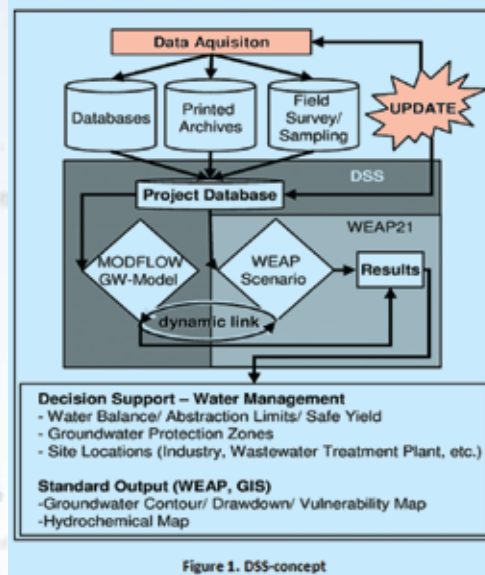 Data Aquisiton
Databases
Printed
Archives
Field
Survey/
Sampling
UPDATE
DSS
Project Database
WEAP21
MODFLOW
GW-Model
WEAP
Scenario
Results
dynamic link
Decision Support – Water Management
- Water Balance/ Abstraction Limits/ Safe Yield
- Groundwater Protection Zones
- Site Locations (Industry, Wastewater Treatment Plant, etc.)
Standard Output (WEAP, GIS)
-Groundwater Contour/ Drawdown/ Vulnerability Map
-Hydrochemical Map
Figure 1. DSS-concept